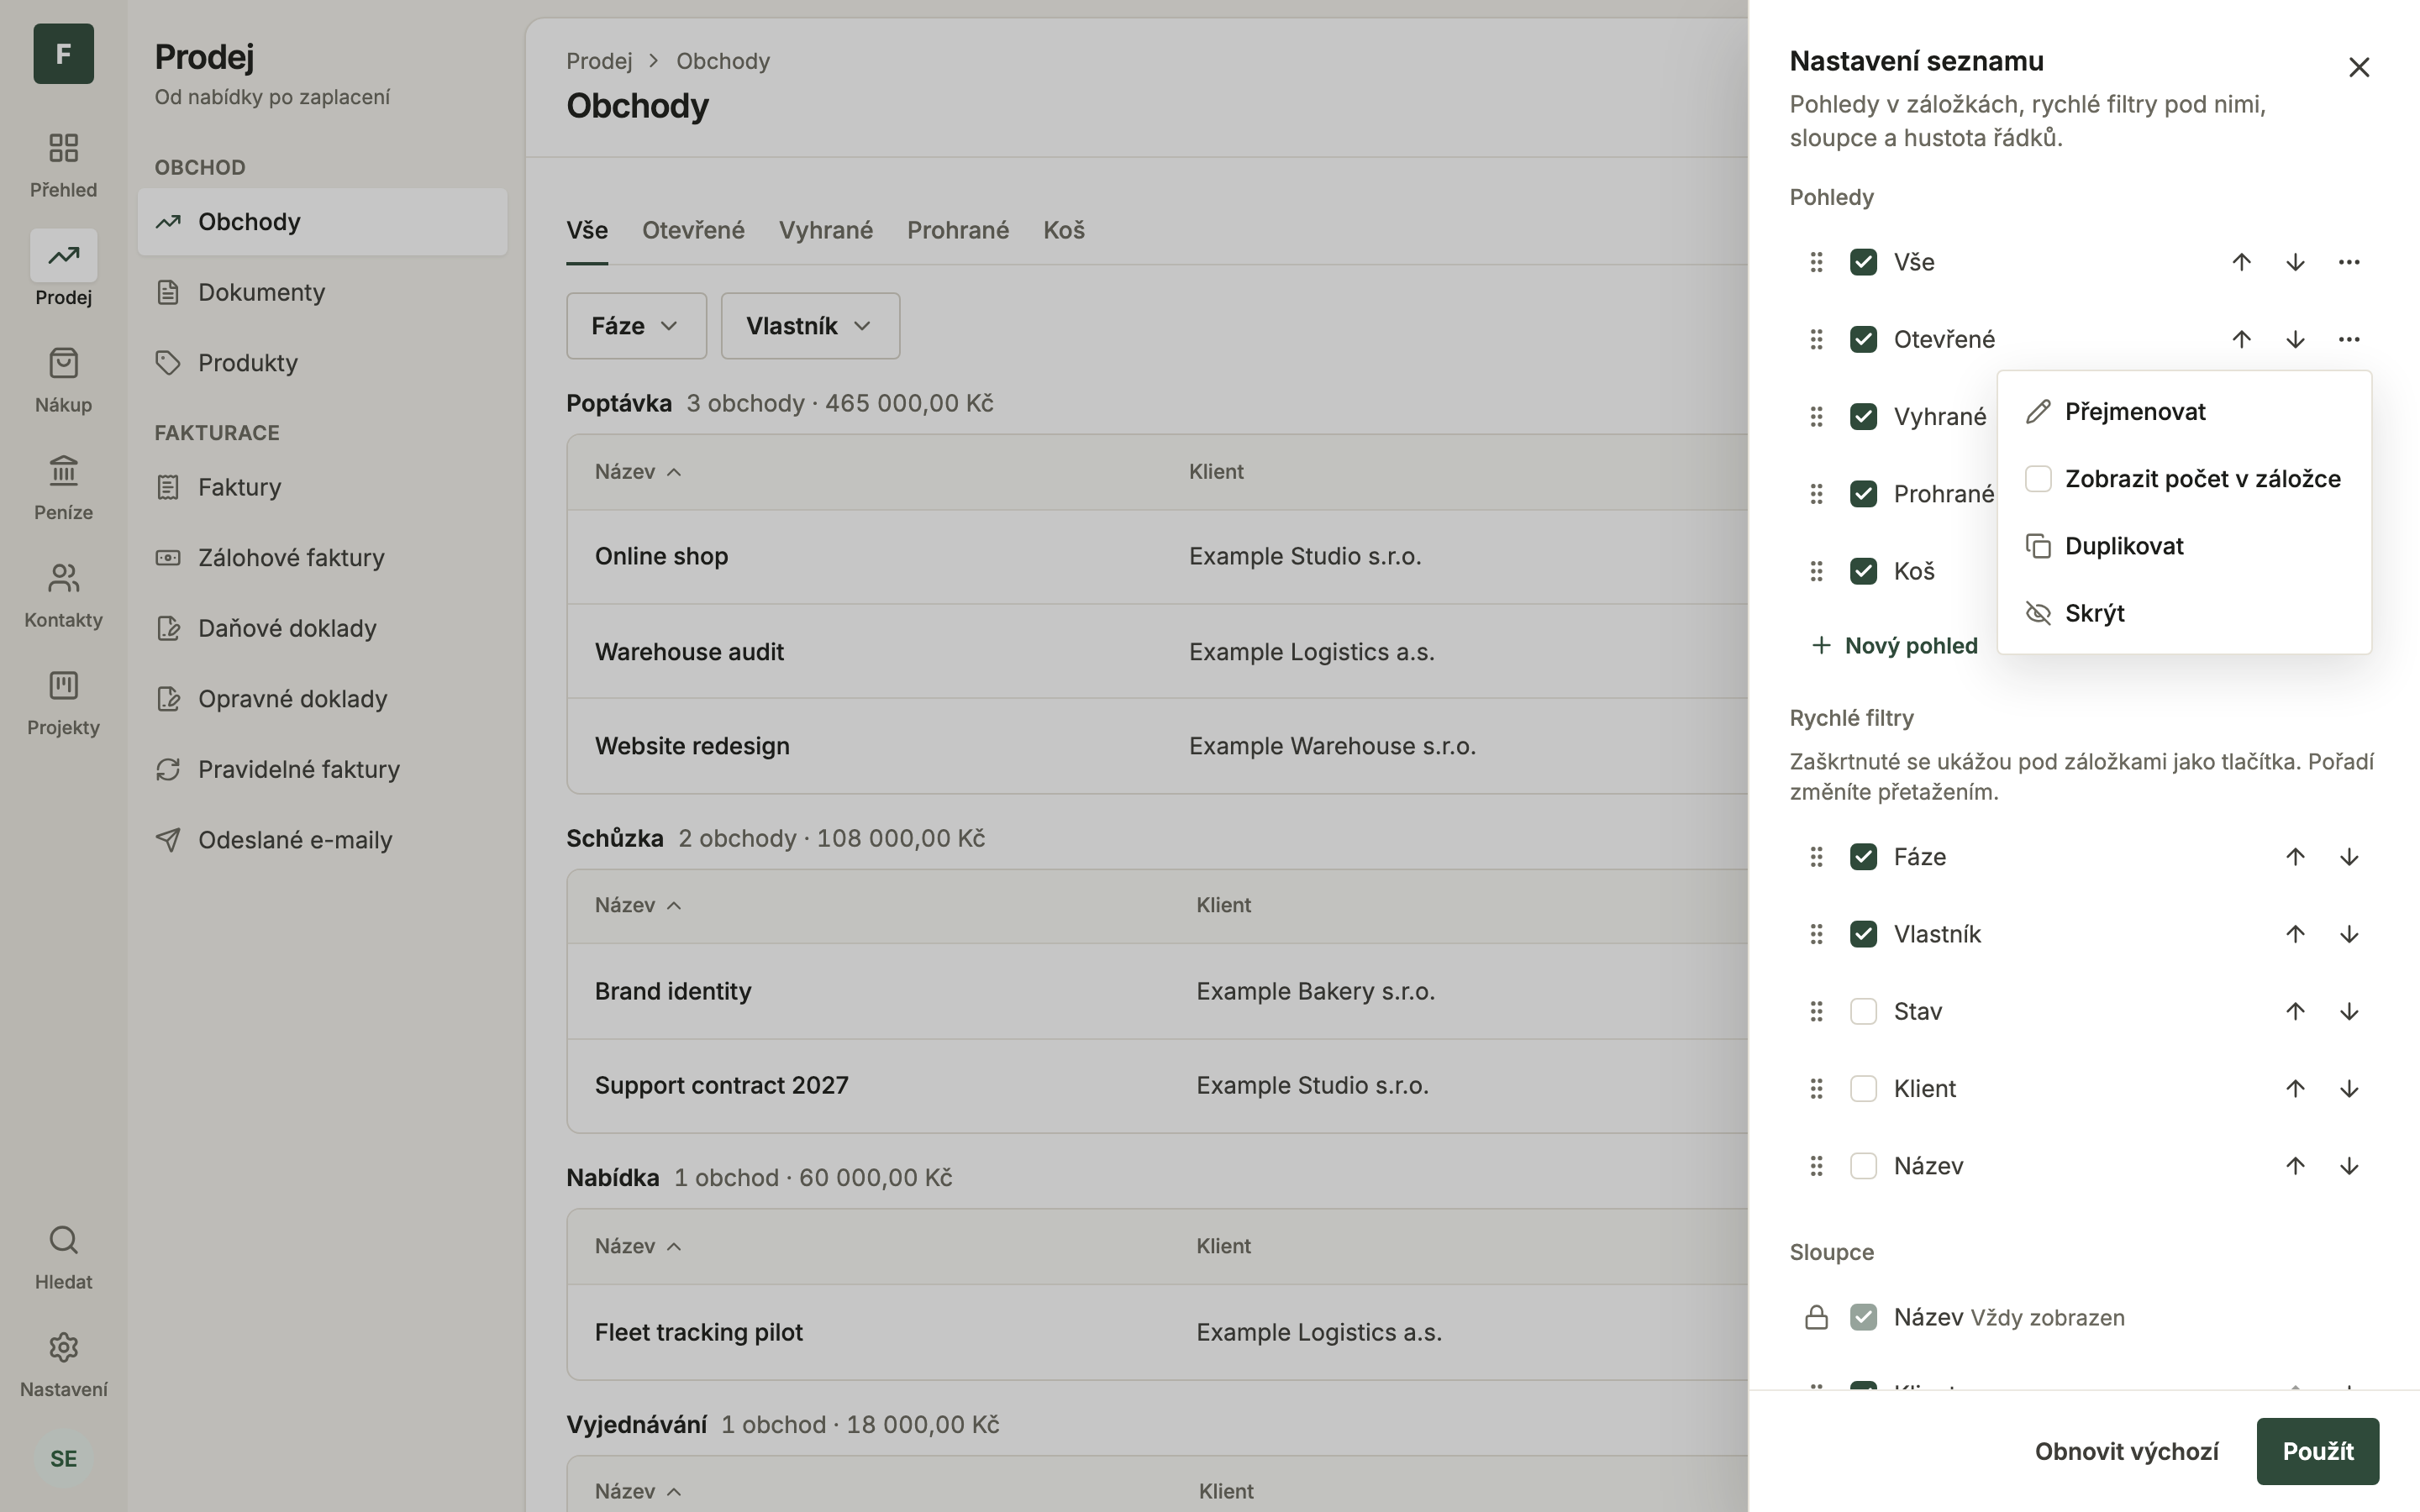 F
Přehled
Prodej
Nákup
Peníze
Kontakty
Projekty
Hledat
Nastavení
SE
Prodej
Od nabídky po zaplacení
OBCHOD
Obchody
Dokumenty
Produkty
FAKTURACE
Faktury
Zálohové faktury
Daňové doklady
Opravné doklady
Pravidelné faktury
Odeslané e-maily
Prodej > Obchody
Obchody
Vše Otevřené Vyhrané Prohrané Koš
Fáze Vlastník
Poptávka 3 obchody · 465 000,00 Kč
Název Klient
Online shop Example Studio s.r.o.
Warehouse audit Example Logistics a.s.
Website redesign Example Warehouse s.r.o.
Schůzka 2 obchody · 108 000,00 Kč
Název Klient
Brand identity Example Bakery s.r.o.
Support contract 2027 Example Studio s.r.o.
Nabídka 1 obchod · 60 000,00 Kč
Název Klient
Fleet tracking pilot Example Logistics a.s.
Vyjednávání 1 obchod · 18 000,00 Kč
Název Klient
Nastavení seznamu
Pohledy v záložkách, rychlé filtry pod nimi,
sloupce a hustota řádků.
Pohledy
Vše
Otevřené
Vyhrané
Prohrané
Koš
Nový pohled
Přejmenovat
Zobrazit počet v záložce
Duplikovat
Skrýt
Rychlé filtry
Zaškrtnuté se ukážou pod záložkami jako tlačítka. Pořadí
změníte přetažením.
Fáze
Vlastník
Stav
Klient
Název
Sloupce
Název Vždy zobrazen
Obnovit výchozí
Použít